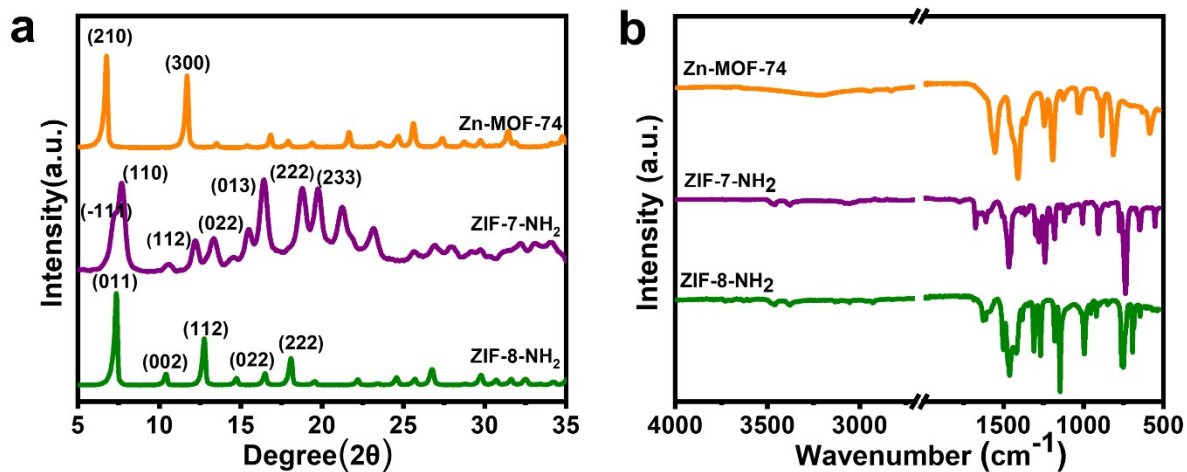 a
(210)
(300)
Zn-MOF-74
(110)
(-111)
(112)
(022)
(013)
(222)
(233)
ZIF-7-NH2
(011)
(002)
(112)
(022)
(222)
ZIF-8-NH2
Intensity(a.u.)
5 10 15 20 25 30 35
Degree(2θ)
b
Zn-MOF-74
ZIF-7-NH2
ZIF-8-NH2
Intensity (a.u.)
4000 3500 3000 1500 1000 500
Wavenumber (cm-1)